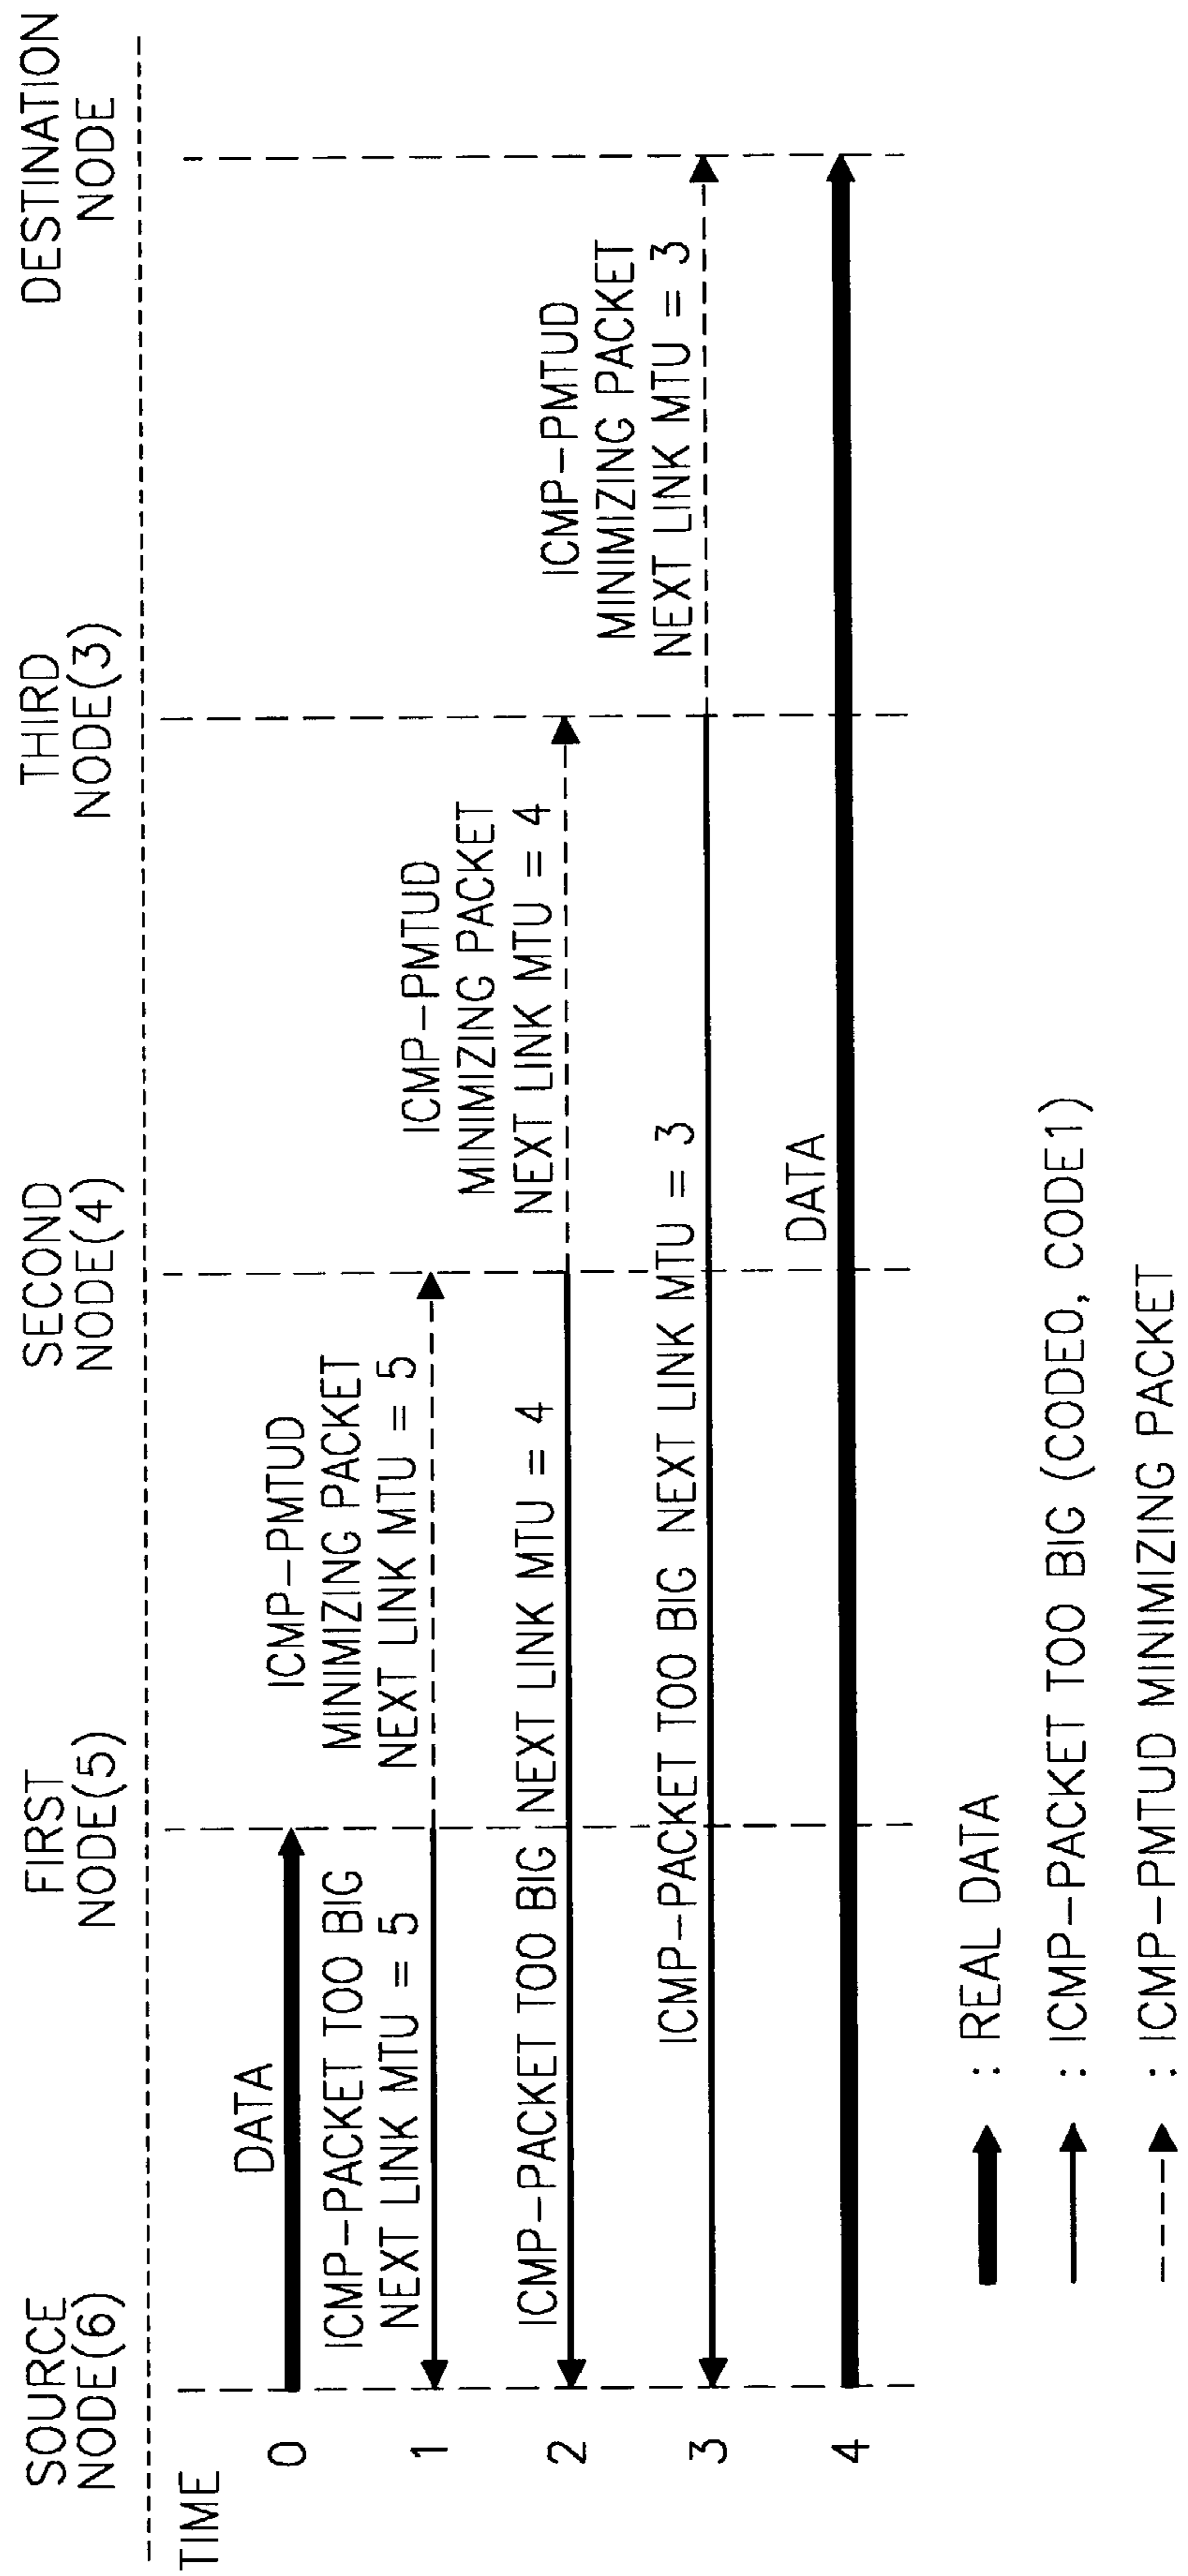 SOURCE
NODE(6)
FIRST
NODE(5)
SECOND
NODE(4)
THIRD
NODE(3)
DESTINATION
NODE
TIME
0
DATA
1
ICMP-PACKET TOO BIG
NEXT LINK MTU = 5
ICMP-PMTUD
MINIMIZING PACKET
NEXT LINK MTU = 5
2
ICMP-PACKET TOO BIG NEXT LINK MTU = 4
ICMP-PMTUD
MINIMIZING PACKET
NEXT LINK MTU = 4
3
ICMP-PACKET TOO BIG NEXT LINK MTU = 3
ICMP-PMTUD
MINIMIZING PACKET
NEXT LINK MTU = 3
4
DATA
: REAL DATA
: ICMP-PACKET TOO BIG (CODE0, CODE1)
: ICMP-PMTUD MINIMIZING PACKET